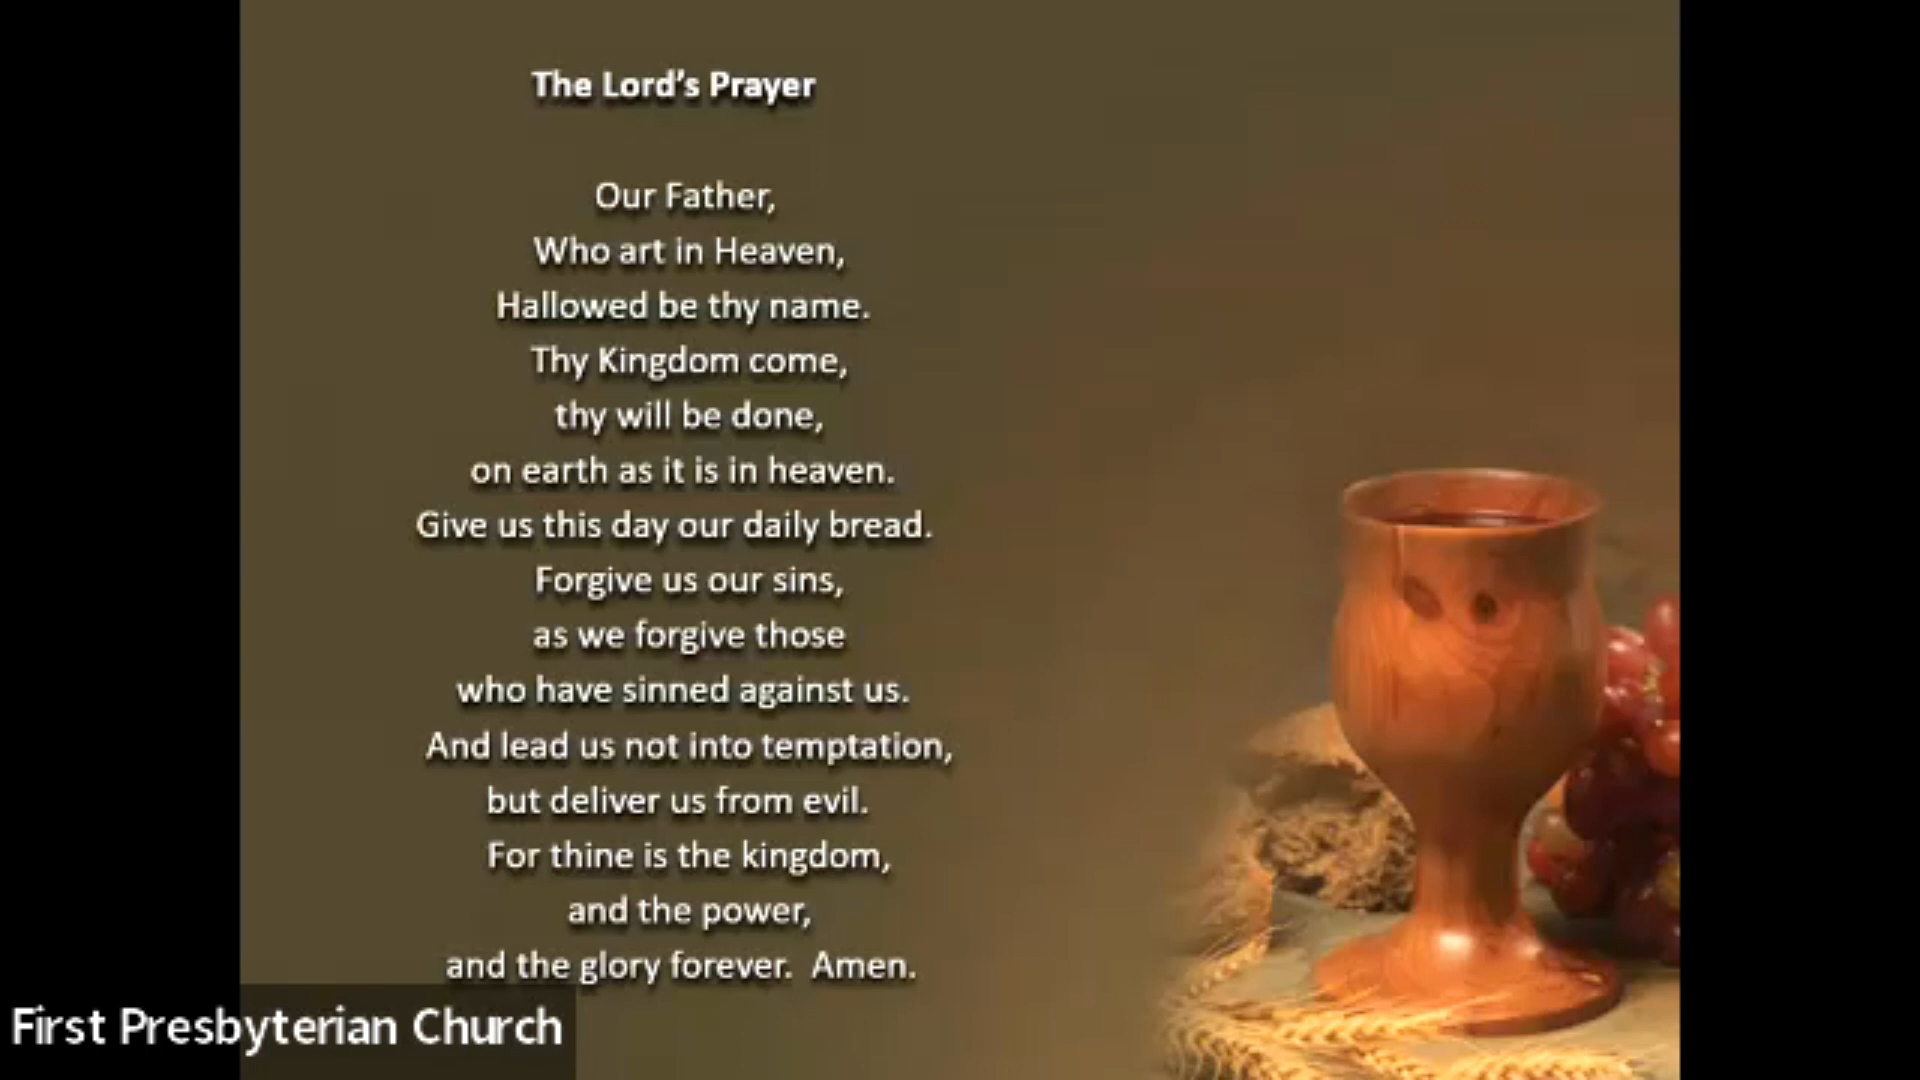 The Lord's Prayer
Our Father,
Who art in Heaven,
Hallowed be thy name.
Thy Kingdom come,
thy will be done,
on earth as it is in heaven.
Give us this day our daily bread.
Forgive us our sins,
as we forgive those
who have sinned against us.
And lead us not into temptation,
but deliver us from evil.
For thine is the kingdom,
and the power,
and the glory forever.  Amen.
First Presbyterian Church